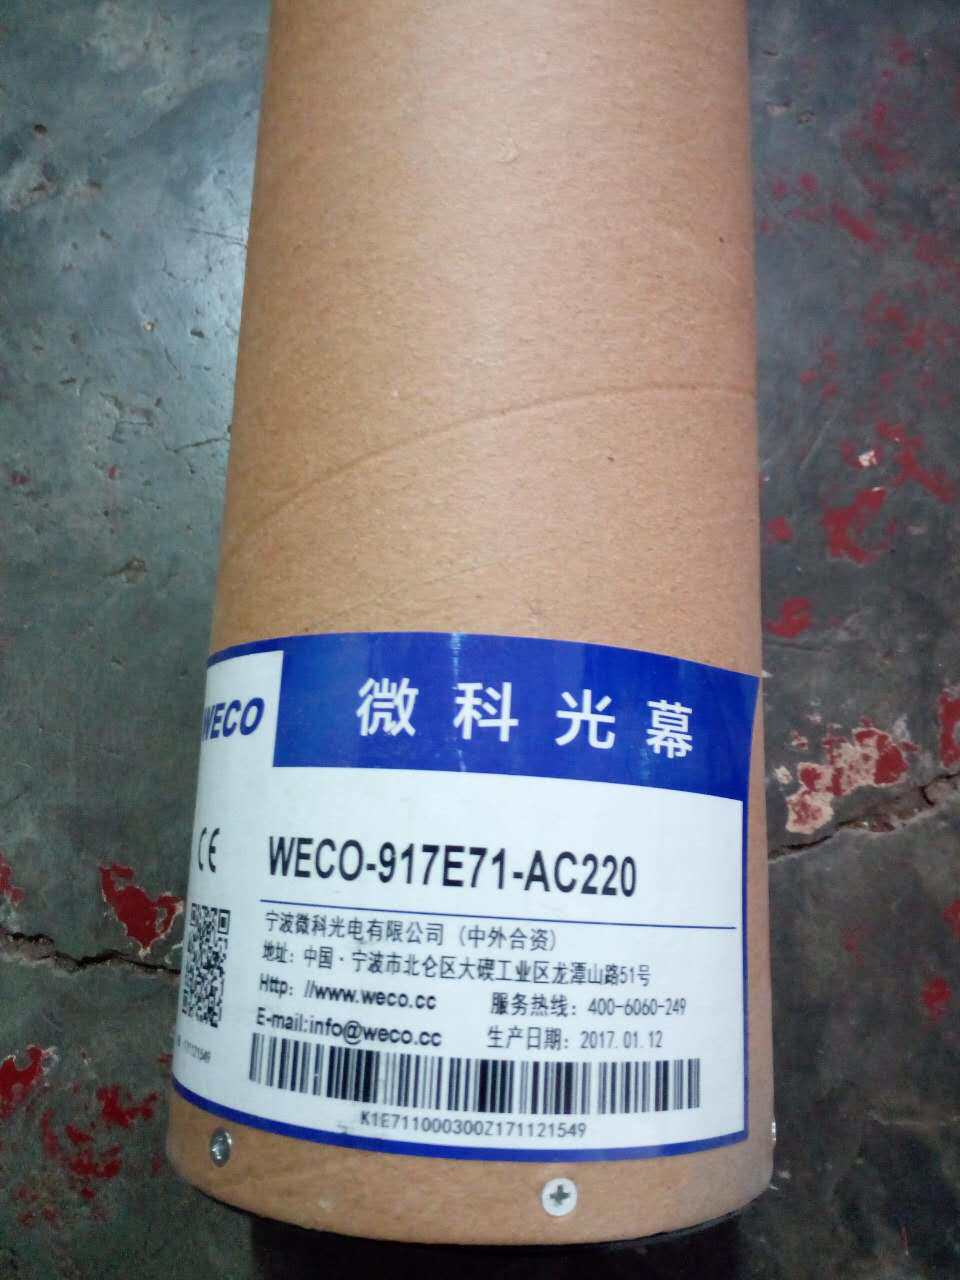 WECO
微科光幕
CE
WECO-917E71-AC220
宁波微科光电有限公司 (中外合资)
地址: 中国·宁波市北仑区大碶工业区龙潭山路51号
Http: //www.weco.cc 服务热线: 400-6060-249
E-mail:info@weco.cc 生产日期: 2017.01.12
K1E711000300Z171121549